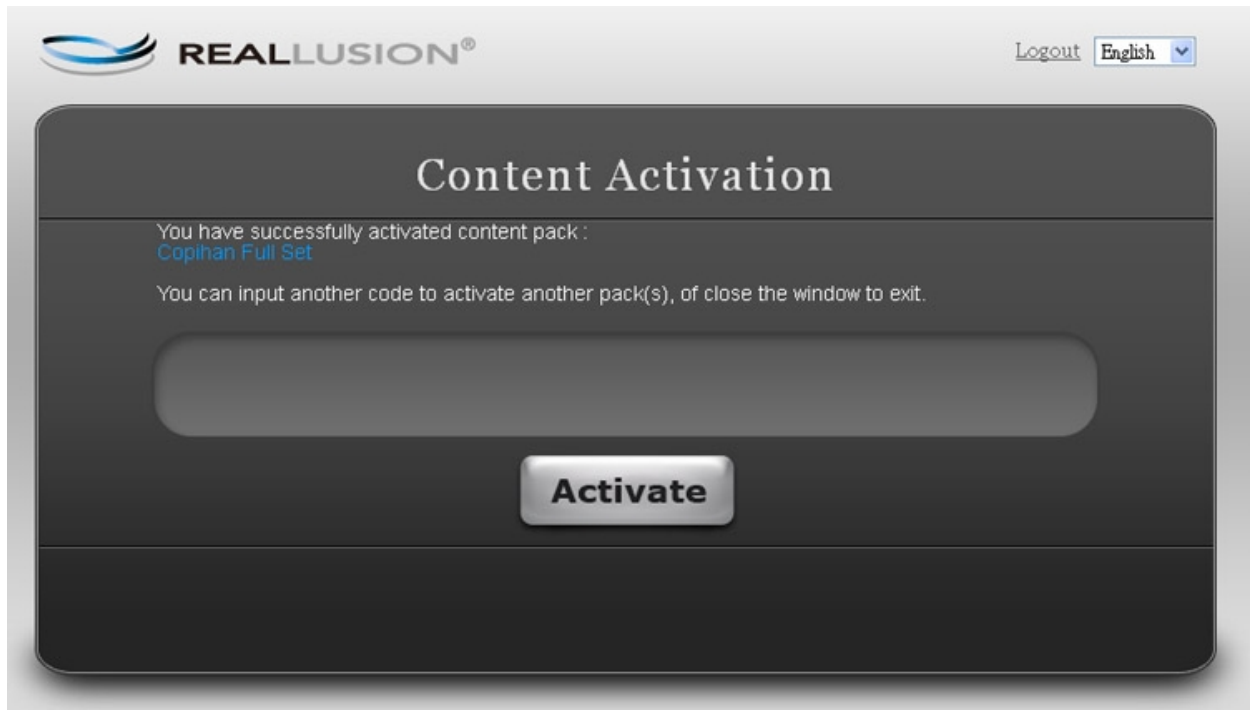 REALLUSION®
Logout English
Content Activation
You have successfully activated content pack :
Copihan Full Set
You can input another code to activate another pack(s), of close the window to exit.
Activate